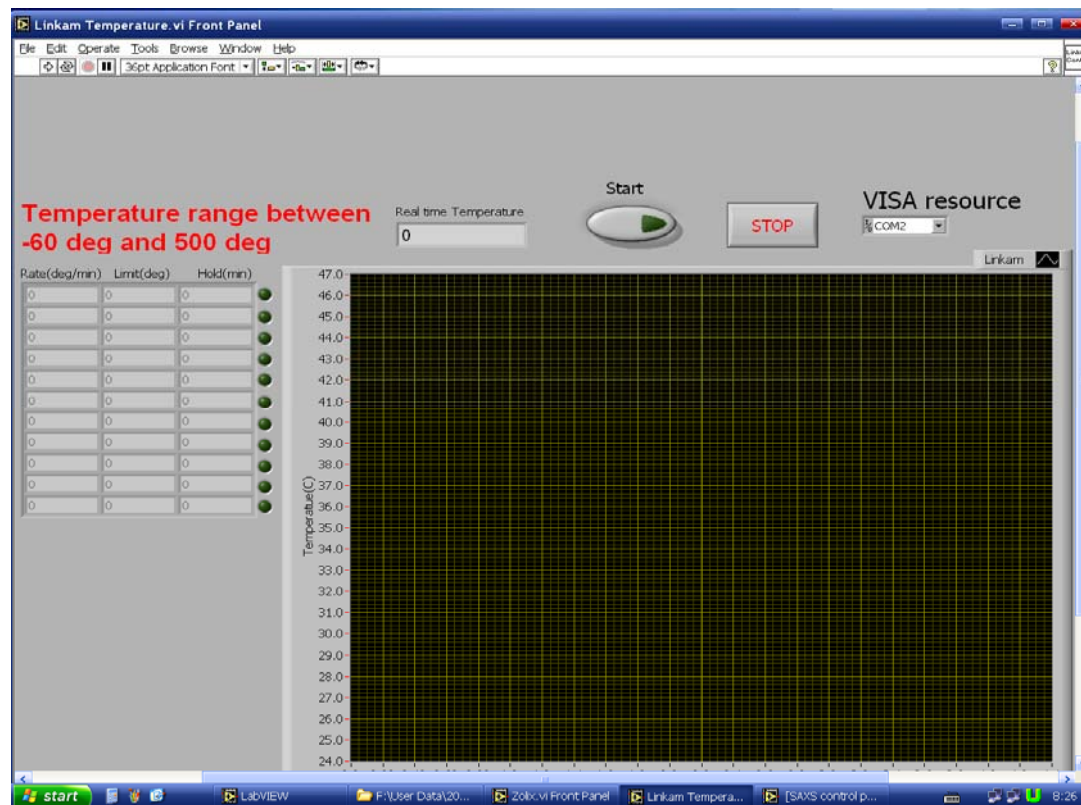 Linkam Temperature.vi Front Panel
File Edit Operate Tools Browse Window Help
36pt Application Font
Start
VISA resource
Temperature range between
-60 deg and 500 deg
Real time Temperature
0
STOP
COM2
Linkam
Rate(deg/min) Limit(deg) Hold(min)
0 0 0
0 0 0
0 0 0
0 0 0
0 0 0
0 0 0
0 0 0
0 0 0
0 0 0
0 0 0
0 0 0
Temperatue(C)
47.0
46.0
45.0
44.0
43.0
42.0
41.0
40.0
39.0
38.0
37.0
36.0
35.0
34.0
33.0
32.0
31.0
30.0
29.0
28.0
27.0
26.0
25.0
24.0
start LabVIEW F:\User Data\20... Zolix.vi Front Panel Linkam Tempera... [SAXS control p... 8:26